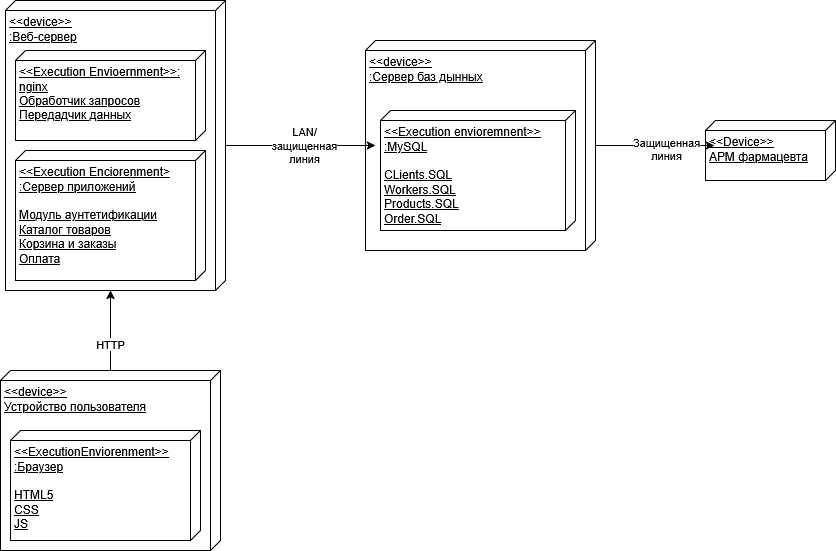 <<device>>
:Веб-сервер
<<Execution Envioernment>>:
nginx
Обработчик запросов
Передадчик данных
<<Execution Enciorenment>
:Сервер приложений
Модуль аунтетификации
Каталог товаров
Корзина и заказы
Оплата
LAN/
защищенная
линия
<<device>>
:Сервер баз дынных
<<Execution envioremnent>>
:MySQL
CLients.SQL
Workers.SQL
Products.SQL
Order.SQL
Защищенная
линия
<<Device>>
АРМ фармацевта
HTTP
<<device>>
Устройство пользователя
<<ExecutionEnviorenment>>
:Браузер
HTML5
CSS
JS